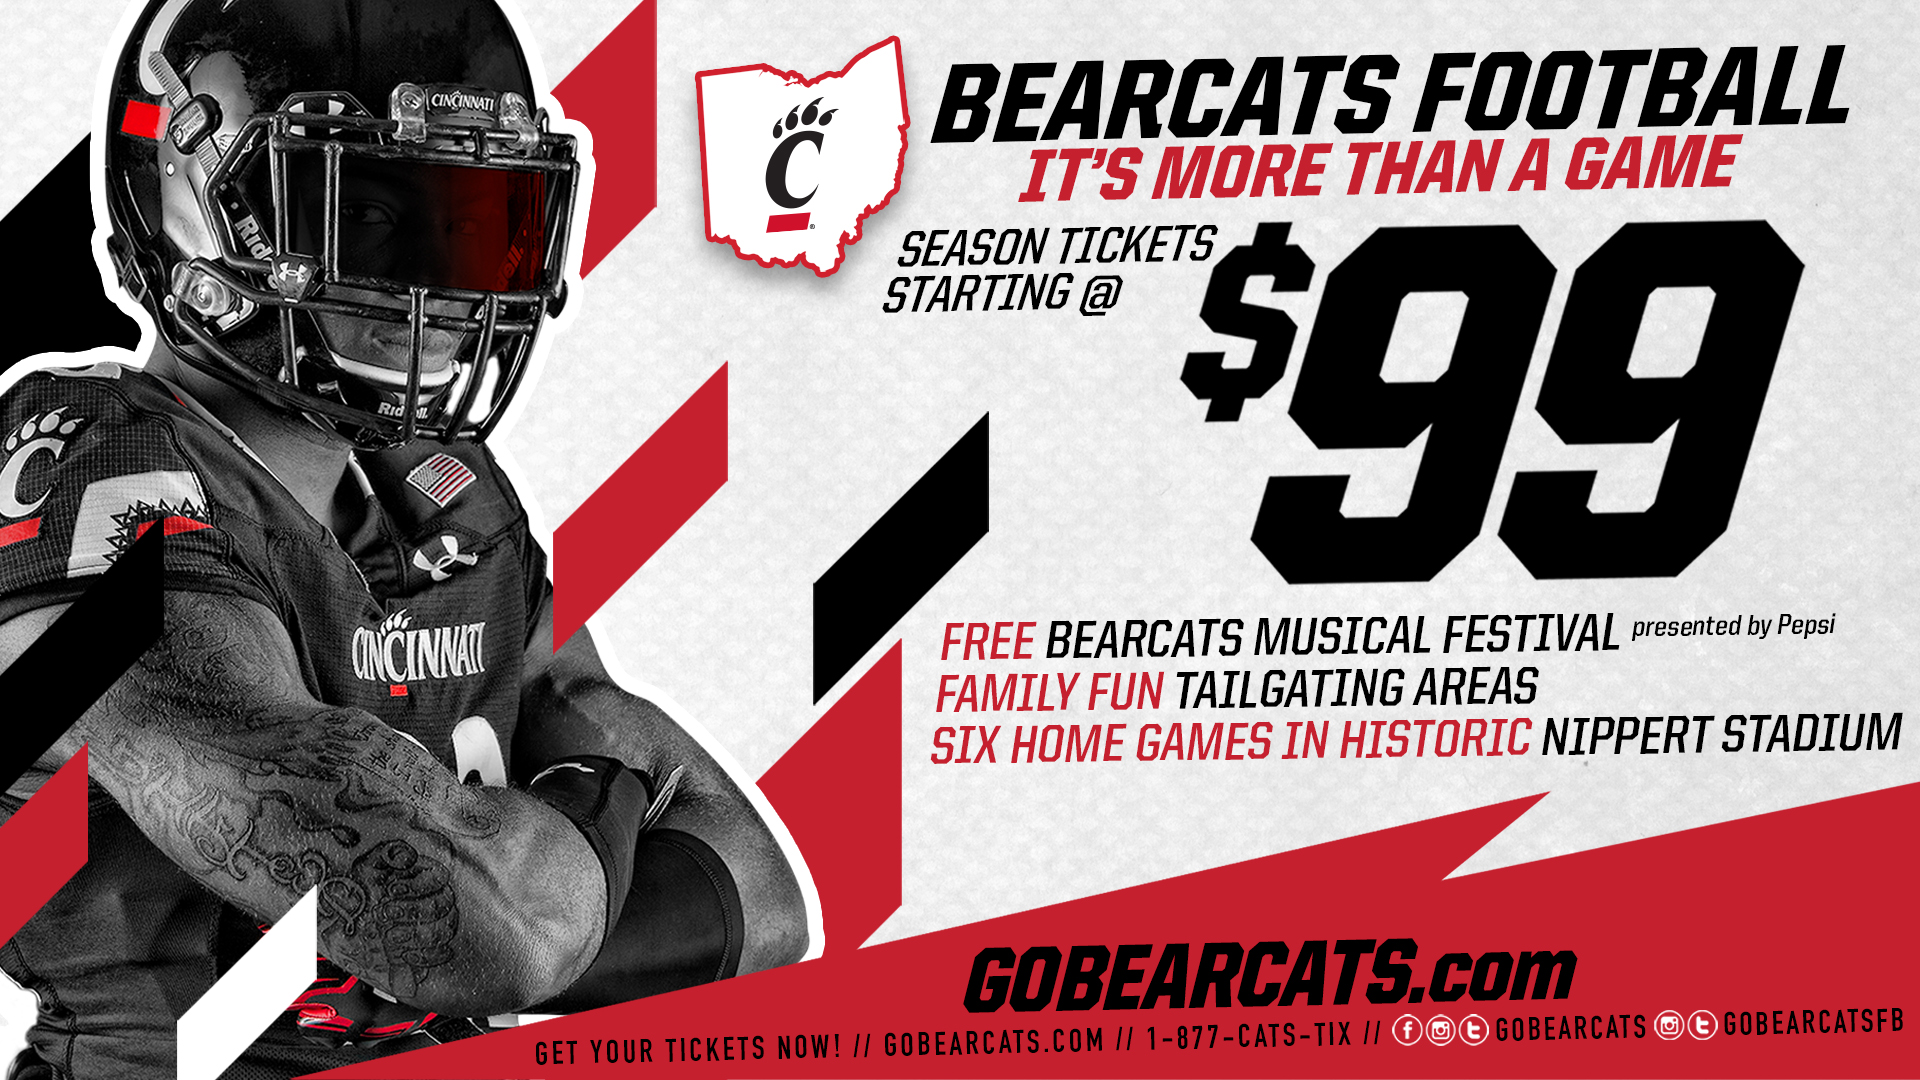 CINCINNATI
Riddell
CINCINNATI
BEARCATS FOOTBALL
IT'S MORE THAN A GAME
SEASON TICKETS
STARTING @
$99
FREE BEARCATS MUSICAL FESTIVAL presented by Pepsi
FAMILY FUN TAILGATING AREAS
SIX HOME GAMES IN HISTORIC NIPPERT STADIUM
GOBEARCATS.com
GET YOUR TICKETS NOW! // GOBEARCATS.COM // 1-877-CATS-TIX // GOBEARCATS GOBEARCATSFB